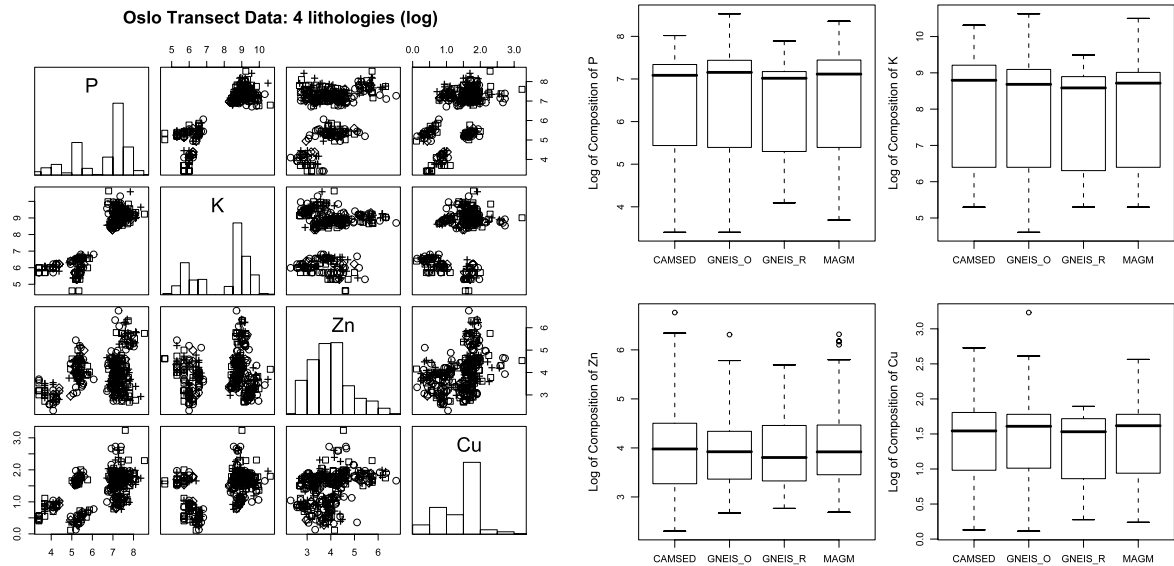 Oslo Transect Data: 4 lithologies (log)
5 6 7 8 9 10
0.0 1.0 2.0 3.0
P
4 5 6 7 8
K
5 6 7 8 9
Zn
3 4 5 6
Cu
0.0 1.0 2.0 3.0
4 5 6 7 8
3 4 5 6
Log of Composition of P
4 5 6 7 8
CAMSED GNEIS_O GNEIS_R MAGM
Log of Composition of K
5 6 7 8 9 10
CAMSED GNEIS_O GNEIS_R MAGM
Log of Composition of Zn
3 4 5 6
CAMSED GNEIS_O GNEIS_R MAGM
Log of Composition of Cu
0.0 0.5 1.0 1.5 2.0 2.5 3.0
CAMSED GNEIS_O GNEIS_R MAGM